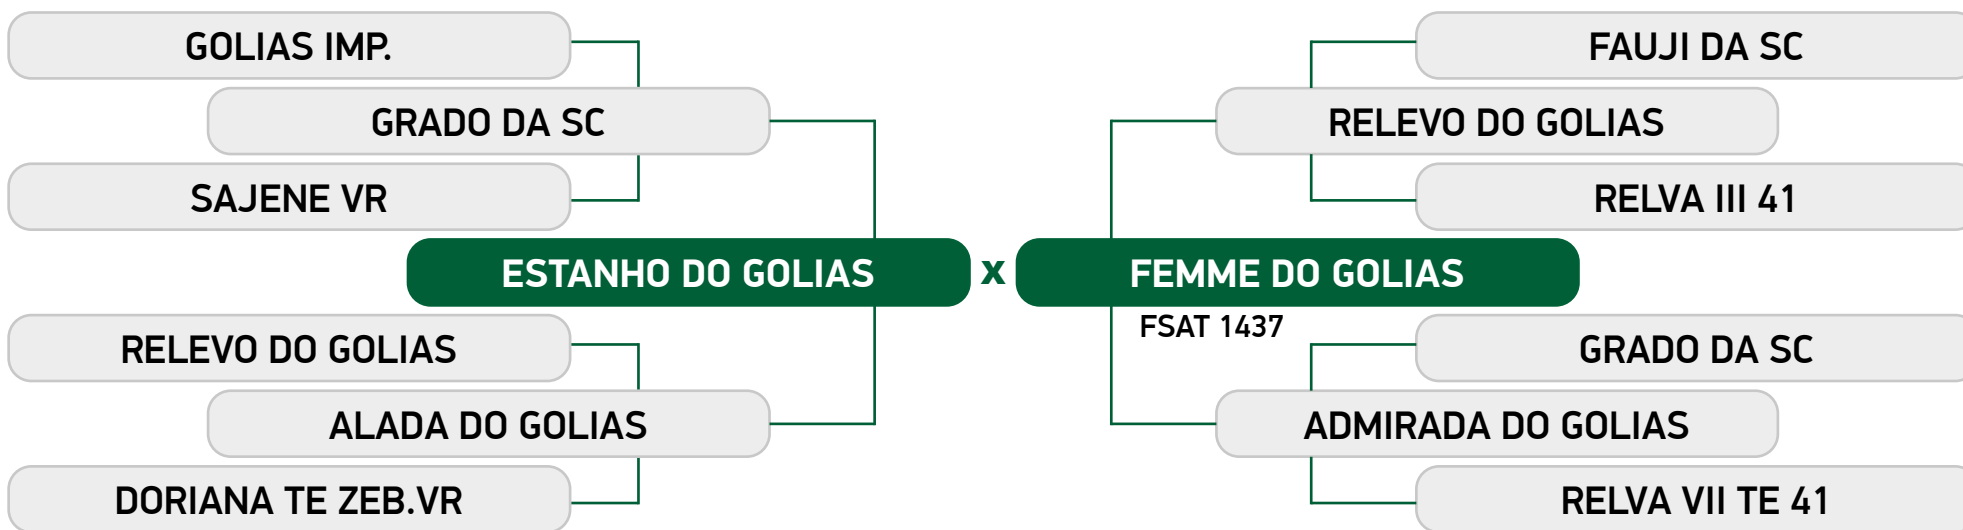 GOLIAS IMP.
FAUJI DA SC
GRADO DA SC
RELEVO DO GOLIAS
SAJENE VR
RELVA III 41
ESTANHO DO GOLIAS x FEMME DO GOLIAS
FSAT 1437
RELEVO DO GOLIAS
GRADO DA SC
ALADA DO GOLIAS
ADMIRADA DO GOLIAS
DORIANA TE ZEB.VR
RELVA VII TE 41